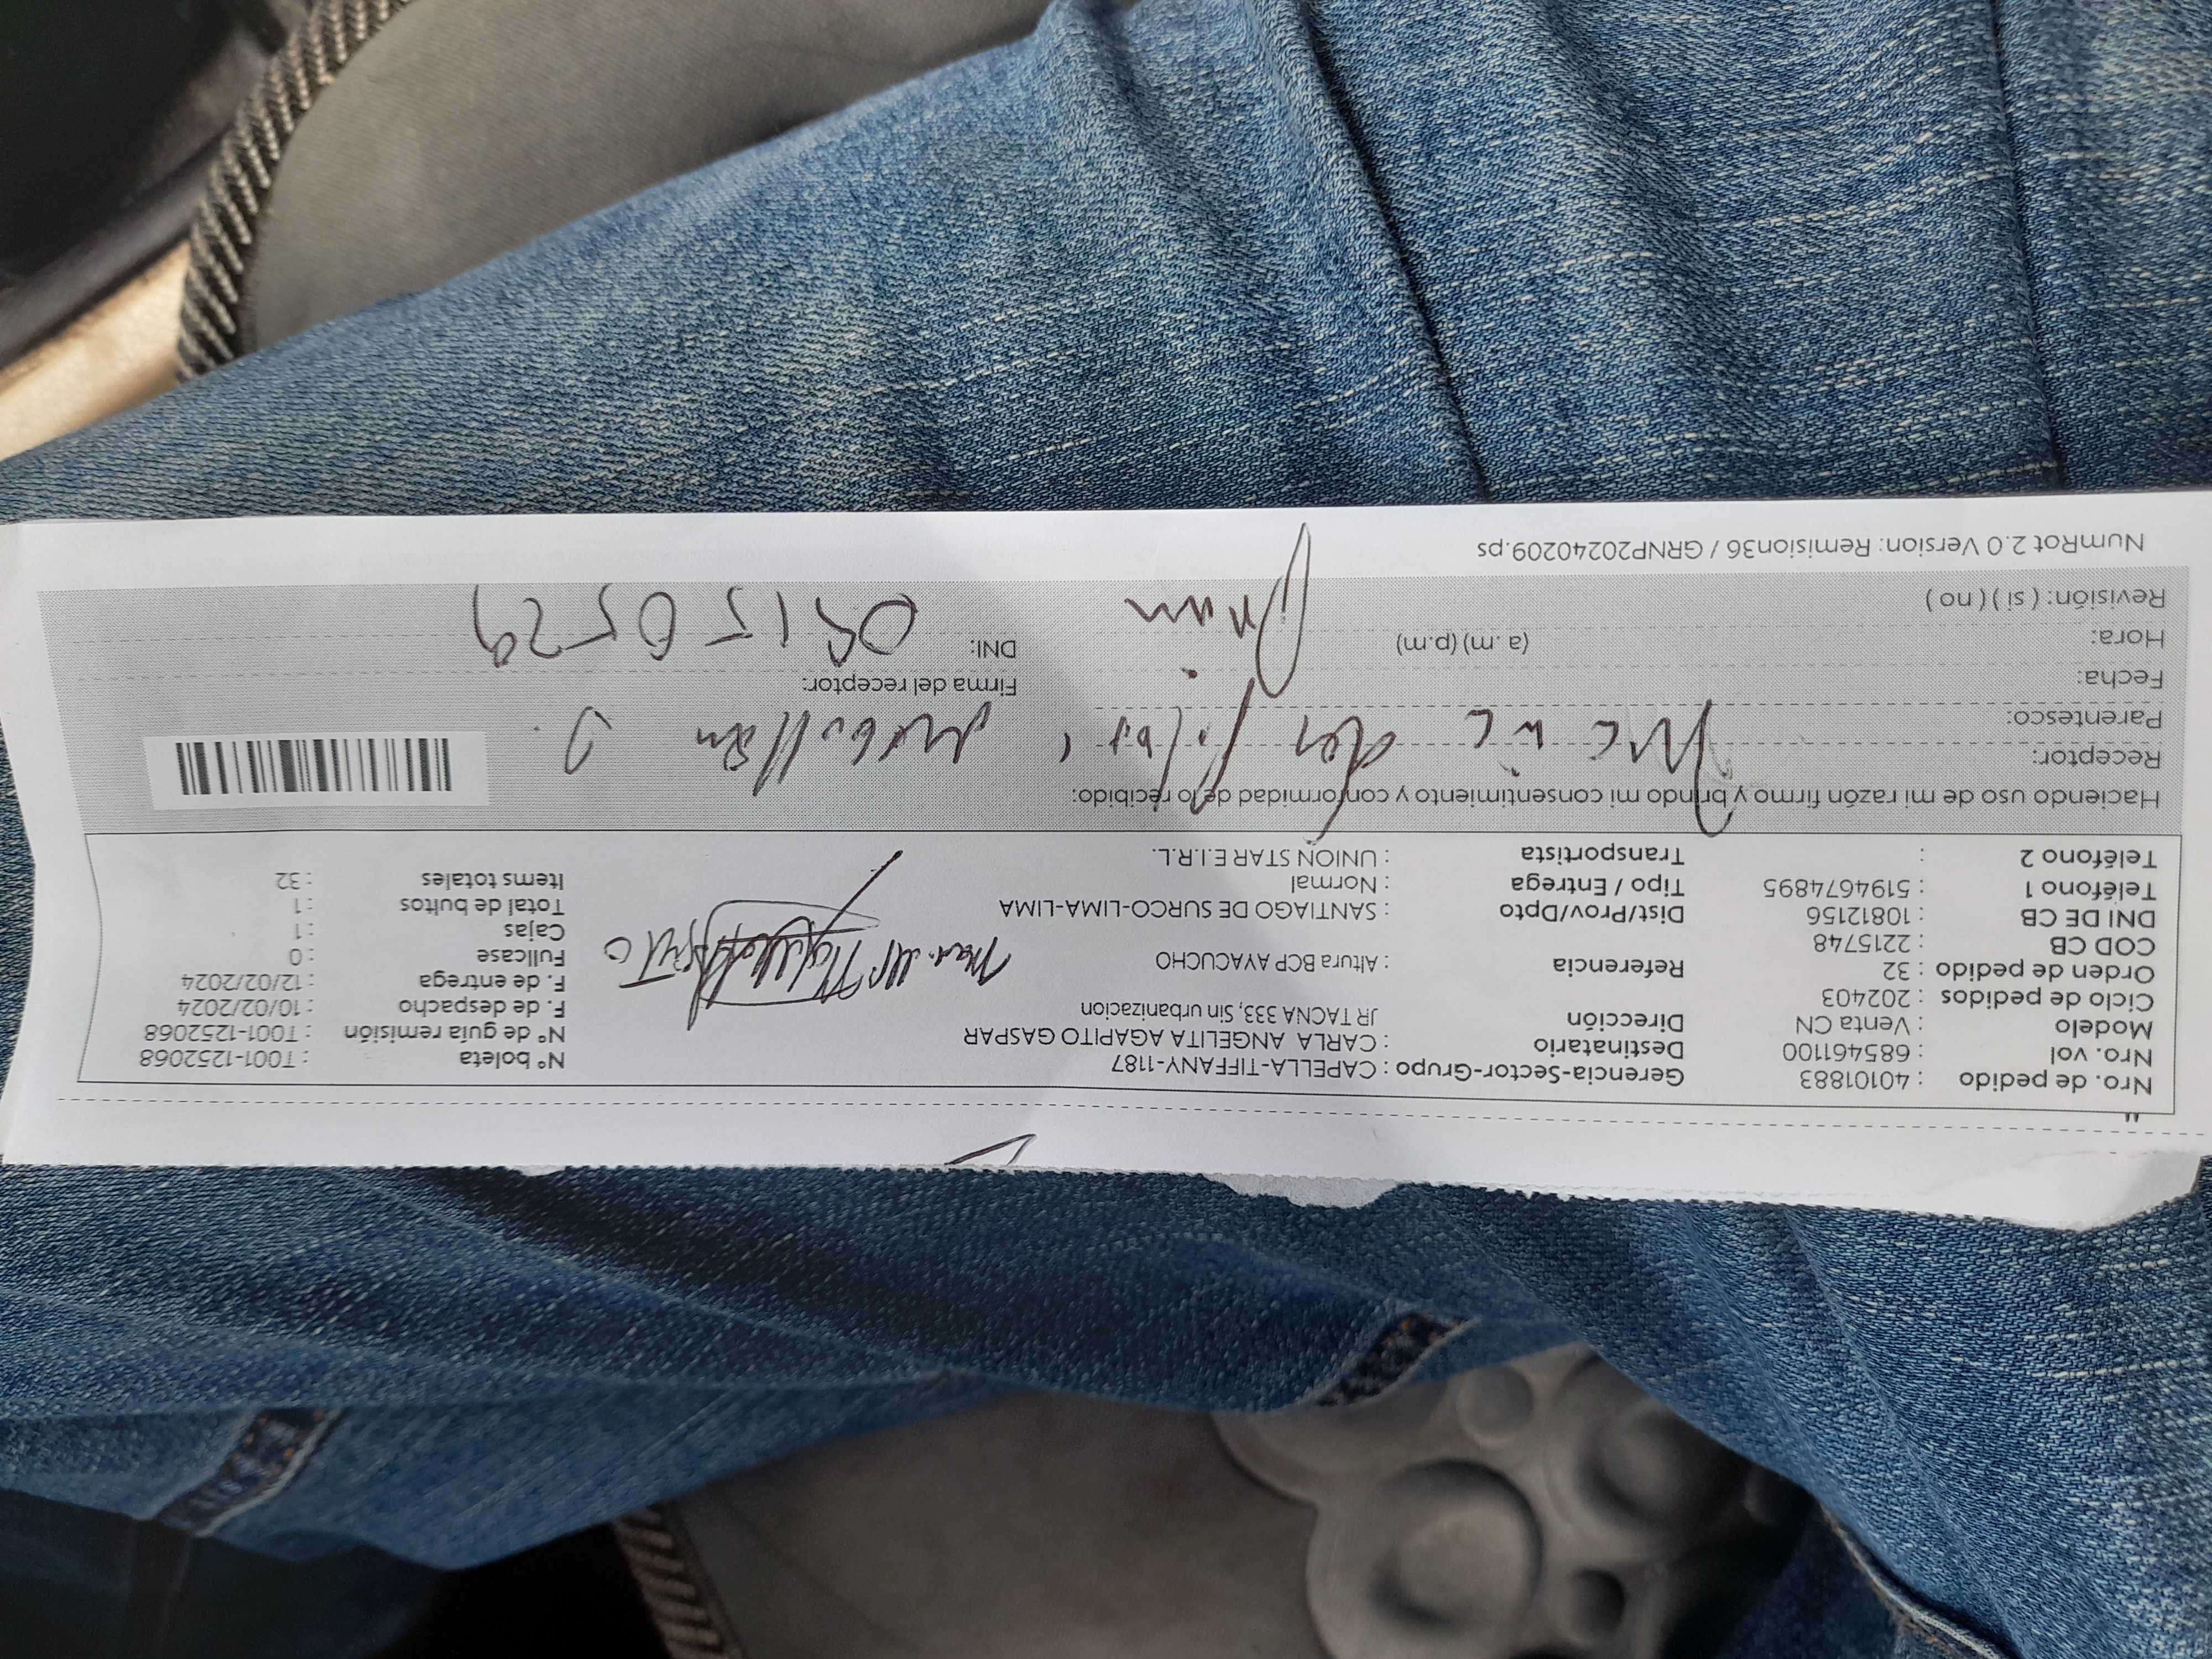 Nro. de pedido : 40101883 Gerencia-Sector-Grupo : CAPELLA-TIFFANY-1187 N° boleta : T001-1252068
Nro. vol : 685461100 Destinatario : CARLA ANGELITA AGAPITO GASPAR N° de guía remisión : T001-1252068
Modelo : Venta CN Dirección JR TACNA 333, Sin urbanizacion F. de despacho : 10/02/2024
Ciclo de pedidos : 202403 F. de entrega : 12/02/2024
Orden de pedido : 32 Referencia : Altura BCP AYACUCHO Fullcase : 0
COD CB : 2215748 Cajas : 1
DNI DE CB : 10812156 Dist/Prov/Dpto : SANTIAGO DE SURCO-LIMA-LIMA Total de bultos : 1
Teléfono 1 : 5194674895 Tipo / Entrega : Normal Items totales : 32
Teléfono 2 : Transportista : UNION STAR E.I.R.L.
Haciendo uso de mi razón firmo y brindo mi consentimiento y conformidad de lo recibido:
Receptor:
Parentesco:
Fecha: Firma del receptor:
Hora: (a.m) (p.m) DNI: 09150529
Revisión: ( si ) ( no )
NumRot 2.0 Version: Remision36 / GRNP20240209.ps